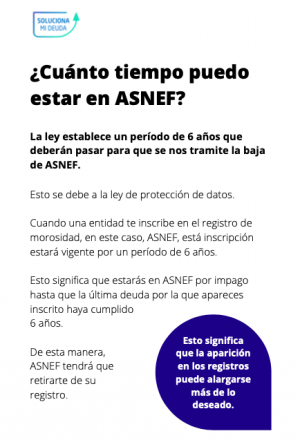 SOLUCIONA
MI DEUDA
¿Cuánto tiempo puedo
estar en ASNEF?
La ley establece un período de 6 años que
deberán pasar para que se nos tramite la baja
de ASNEF.
Esto se debe a la ley de protección de datos.
Cuando una entidad te inscribe en el registro de
morosidad, en este caso, ASNEF, está inscripción
estará vigente por un período de 6 años.
Esto significa que estarás en ASNEF por impago
hasta que la última deuda por la que apareces
inscrito haya cumplido
6 años.
De esta manera,
ASNEF tendrá que
retirarte de su
registro.
Esto significa
que la aparición
en los registros
puede alargarse
más de lo
deseado.